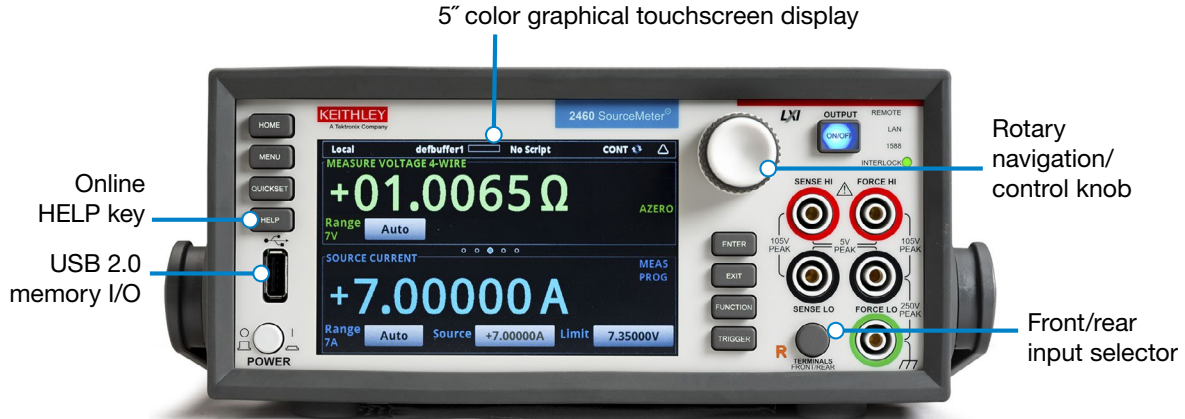 5″ color graphical touchscreen display
KEITHLEY
A Tektronix Company
2460 SourceMeter®
LXI
OUTPUT
ON/OFF
REMOTE
LAN
1588
INTERLOCK
HOME
MENU
QUICKSET
HELP
Online
HELP key
USB 2.0
memory I/O
POWER
Local
defbuffer1
No Script
CONT
MEASURE VOLTAGE 4-WIRE
+01.0065 Ω
AZERO
Range
7V
Auto
SOURCE CURRENT
MEAS
PROG
+7.00000 A
Range
7A
Auto
Source
+7.00000A
Limit
7.35000V
ENTER
EXIT
FUNCTION
TRIGGER
SENSE HI
FORCE HI
105V
PEAK
5V
PEAK
105V
PEAK
SENSE LO
FORCE LO
250V
PEAK
R
TERMINALS
FRONT/REAR
Rotary
navigation/
control knob
Front/rear
input selector